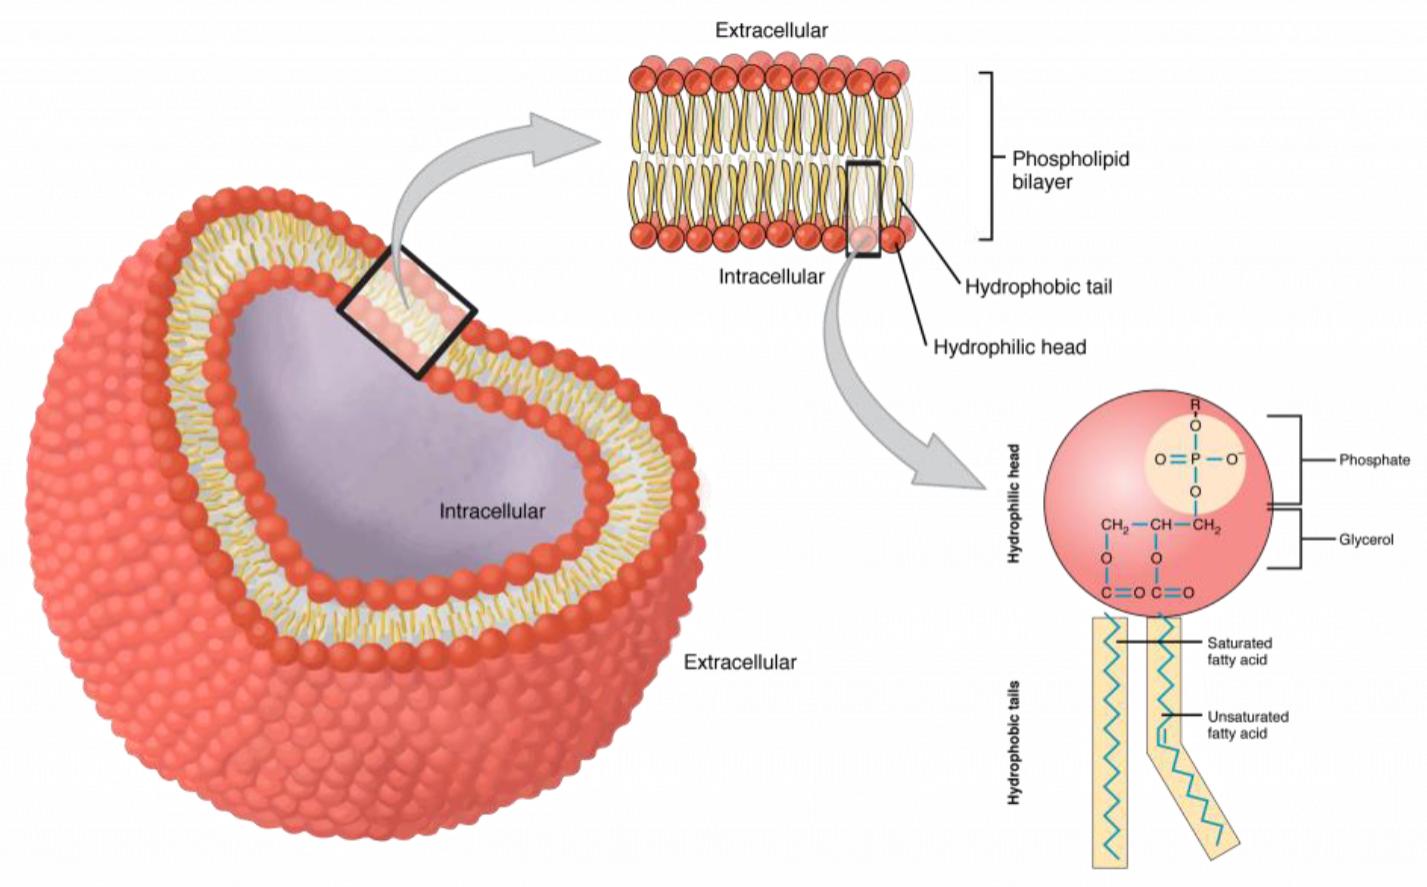 Extracellular
Phospholipid
bilayer
Intracellular
Hydrophobic tail
Hydrophilic head
Intracellular
Extracellular
Hydrophilic head
R
O
O=P—O⁻
O
CH₂—CH—CH₂
O O
C=O C=O
Phosphate
Glycerol
Hydrophobic tails
Saturated
fatty acid
Unsaturated
fatty acid